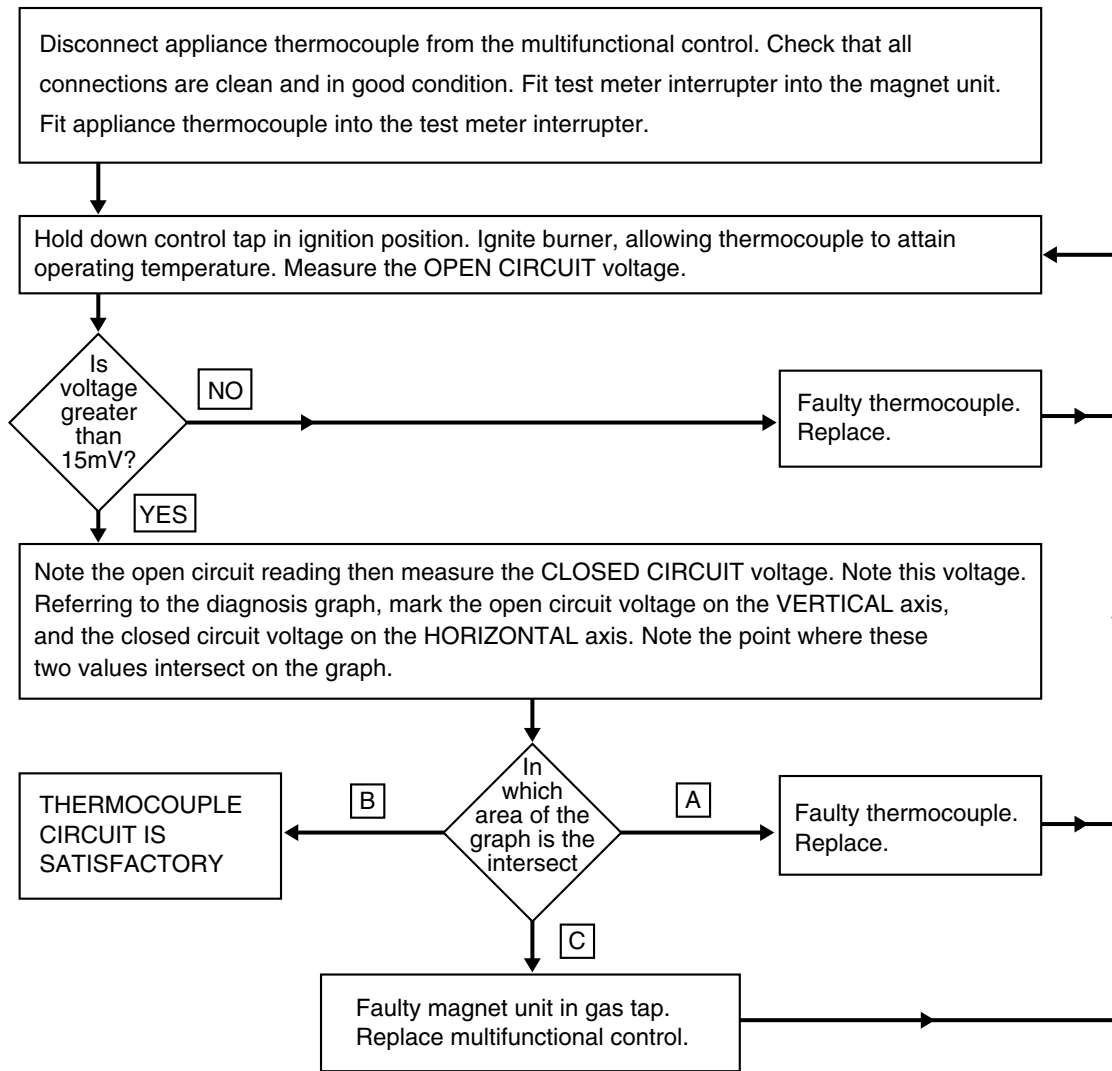 Disconnect appliance thermocouple from the multifunctional control. Check that all
connections are clean and in good condition. Fit test meter interrupter into the magnet unit.
Fit appliance thermocouple into the test meter interrupter.
Hold down control tap in ignition position. Ignite burner, allowing thermocouple to attain
operating temperature. Measure the OPEN CIRCUIT voltage.
Is
voltage
greater
than
15mV?
NO
Faulty thermocouple.
Replace.
YES
Note the open circuit reading then measure the CLOSED CIRCUIT voltage. Note this voltage.
Referring to the diagnosis graph, mark the open circuit voltage on the VERTICAL axis,
and the closed circuit voltage on the HORIZONTAL axis. Note the point where these
two values intersect on the graph.
In
which
area of the
graph is the
intersect
B
A
THERMOCOUPLE
CIRCUIT IS
SATISFACTORY
Faulty thermocouple.
Replace.
C
Faulty magnet unit in gas tap.
Replace multifunctional control.